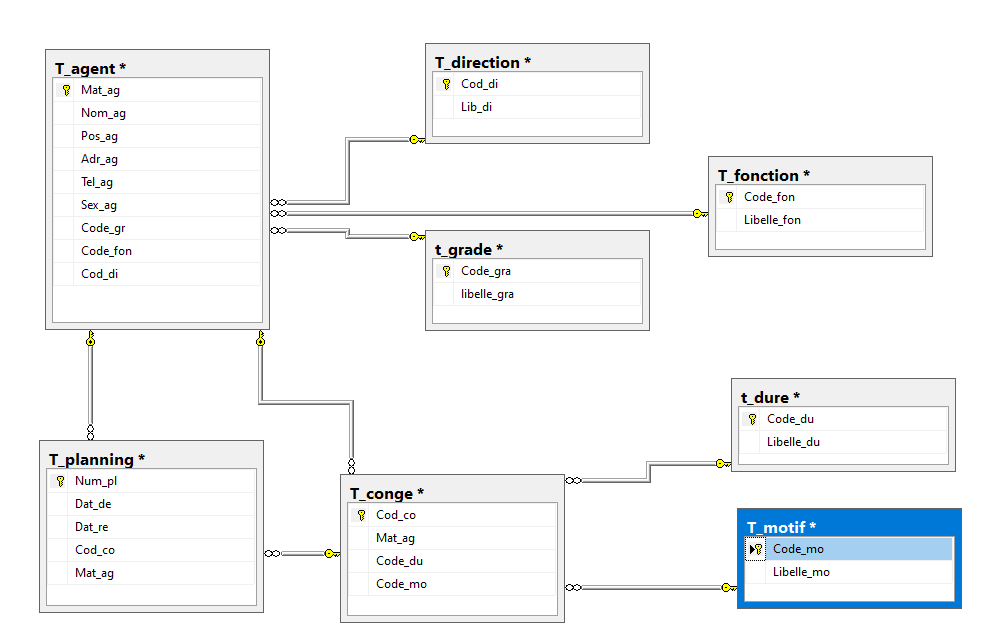 T_agent *
Mat_ag
Nom_ag
Pos_ag
Adr_ag
Tel_ag
Sex_ag
Code_gr
Code_fon
Cod_di
T_direction *
Cod_di
Lib_di
T_fonction *
Code_fon
Libelle_fon
t_grade *
Code_gra
libelle_gra
T_planning *
Num_pl
Dat_de
Dat_re
Cod_co
Mat_ag
T_conge *
Cod_co
Mat_ag
Code_du
Code_mo
t_dure *
Code_du
Libelle_du
T_motif *
Code_mo
Libelle_mo